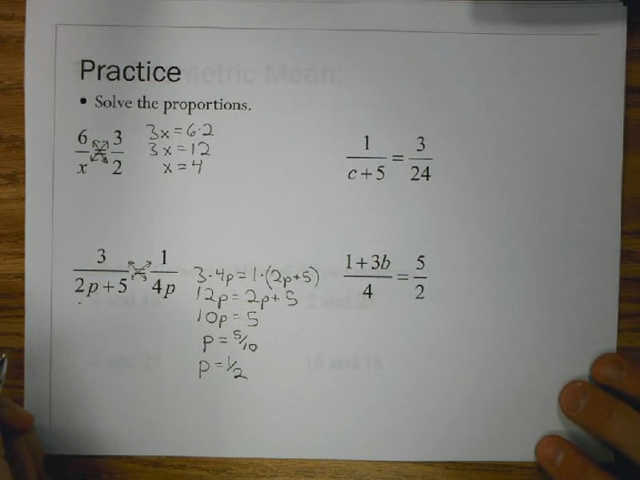 Practice
• Solve the proportions.
6/x = 3/2
3x = 6·2
3x = 12
x = 4
1/(c+5) = 3/24
3/(2p+5) = 1/(4p)
3·4p = 1·(2p+5)
12p = 2p+5
10p = 5
p = 5/10
p = 1/2
(1+3b)/4 = 5/2